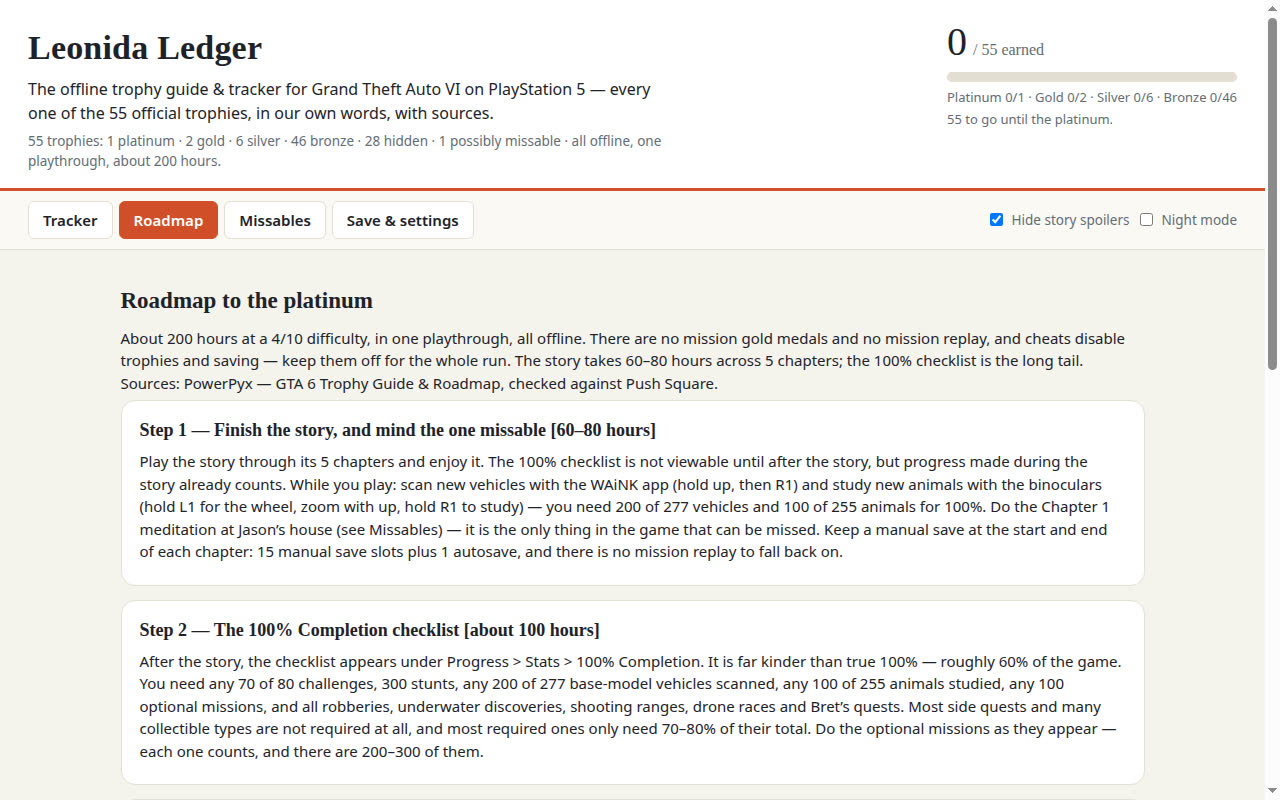 Leonida Ledger
The offline trophy guide & tracker for Grand Theft Auto VI on PlayStation 5 — every
one of the 55 official trophies, in our own words, with sources.
55 trophies: 1 platinum · 2 gold · 6 silver · 46 bronze · 28 hidden · 1 possibly missable · all offline, one
playthrough, about 200 hours.
0 / 55 earned
Platinum 0/1 · Gold 0/2 · Silver 0/6 · Bronze 0/46
55 to go until the platinum.
Tracker
Roadmap
Missables
Save & settings
Hide story spoilers
Night mode
Roadmap to the platinum
About 200 hours at a 4/10 difficulty, in one playthrough, all offline. There are no mission gold medals and no mission replay, and cheats disable
trophies and saving — keep them off for the whole run. The story takes 60–80 hours across 5 chapters; the 100% checklist is the long tail.
Sources: PowerPyx — GTA 6 Trophy Guide & Roadmap, checked against Push Square.
Step 1 — Finish the story, and mind the one missable [60–80 hours]
Play the story through its 5 chapters and enjoy it. The 100% checklist is not viewable until after the story, but progress made during the
story already counts. While you play: scan new vehicles with the WAiNK app (hold up, then R1) and study new animals with the binoculars
(hold L1 for the wheel, zoom with up, hold R1 to study) — you need 200 of 277 vehicles and 100 of 255 animals for 100%. Do the Chapter 1
meditation at Jason’s house (see Missables) — it is the only thing in the game that can be missed. Keep a manual save at the start and end
of each chapter: 15 manual save slots plus 1 autosave, and there is no mission replay to fall back on.
Step 2 — The 100% Completion checklist [about 100 hours]
After the story, the checklist appears under Progress > Stats > 100% Completion. It is far kinder than true 100% — roughly 60% of the game.
You need any 70 of 80 challenges, 300 stunts, any 200 of 277 base-model vehicles scanned, any 100 of 255 animals studied, any 100
optional missions, and all robberies, underwater discoveries, shooting ranges, drone races and Bret’s quests. Most side quests and many
collectible types are not required at all, and most required ones only need 70–80% of their total. Do the optional missions as they appear —
each one counts, and there are 200–300 of them.